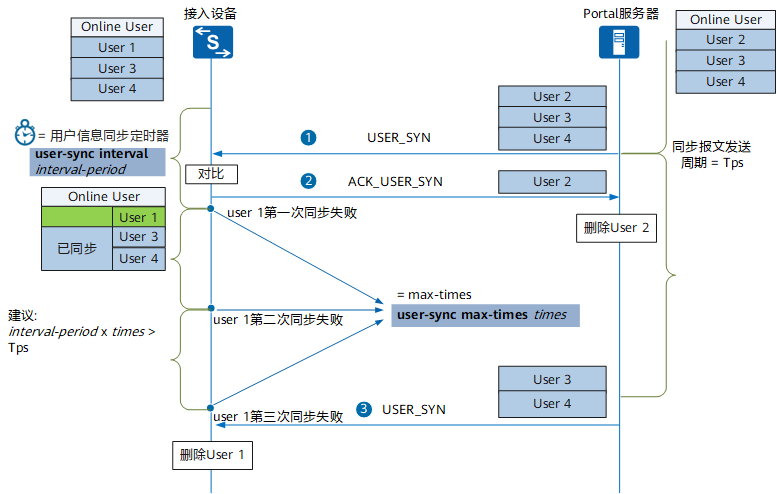 接入设备
Portal服务器
Online User
User 1
User 3
User 4
Online User
User 2
User 3
User 4
User 2
User 3
User 4
= 用户信息同步定时器
user-sync interval
interval-period
1
USER_SYN
同步报文发送
周期 = Tps
对比
2
ACK_USER_SYN
User 2
Online User
User 1
已同步
User 3
User 4
user 1第一次同步失败
删除User 2
= max-times
user-sync max-times times
建议:
interval-period x times >
Tps
user 1第二次同步失败
User 3
User 4
user 1第三次同步失败
3
USER_SYN
删除User 1
S